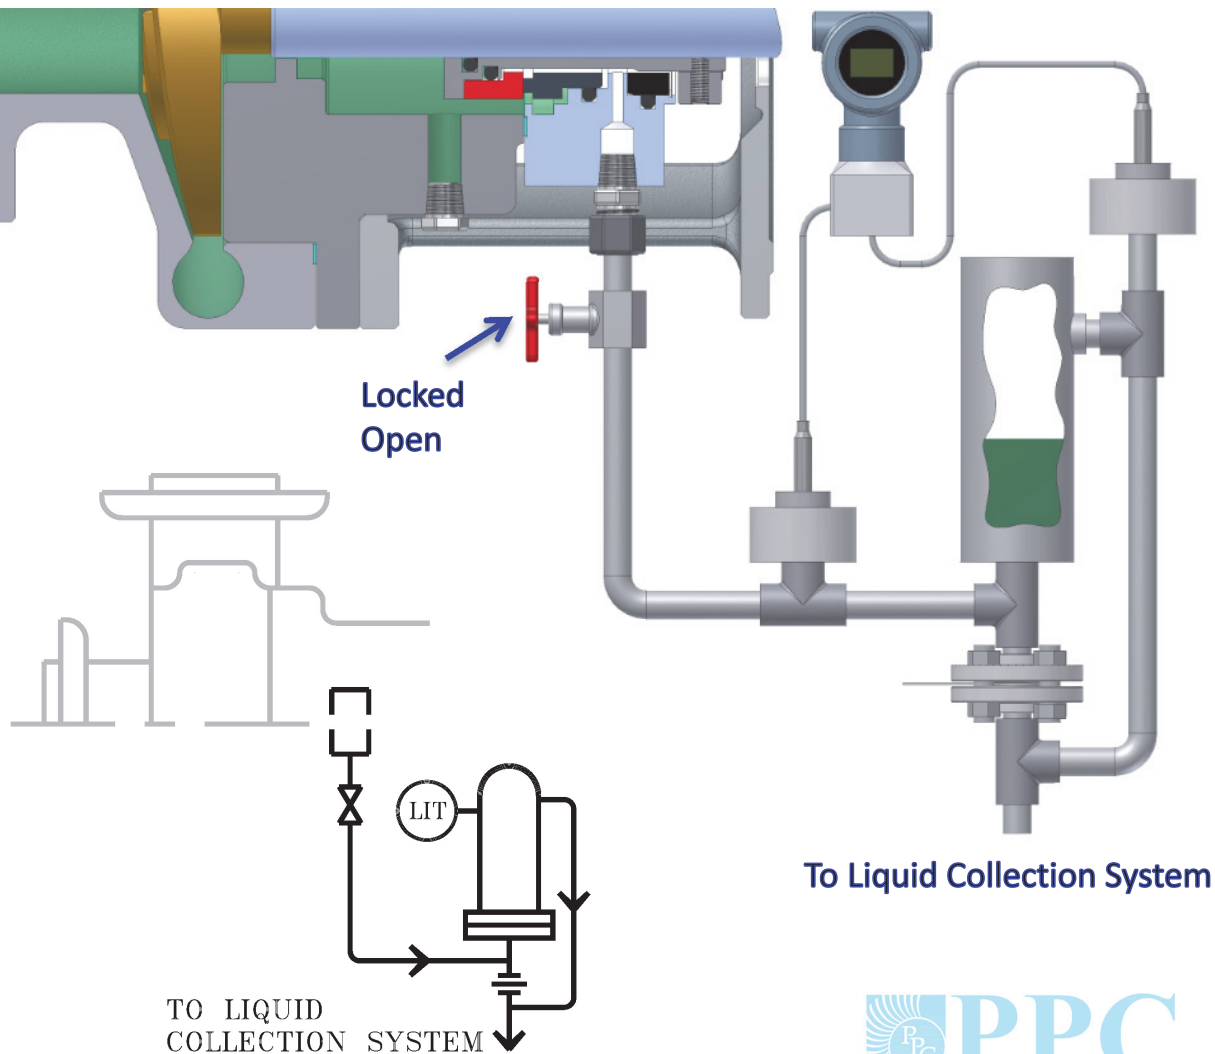 Locked
Open
LIT
To Liquid Collection System
TO LIQUID
COLLECTION SYSTEM
PPC